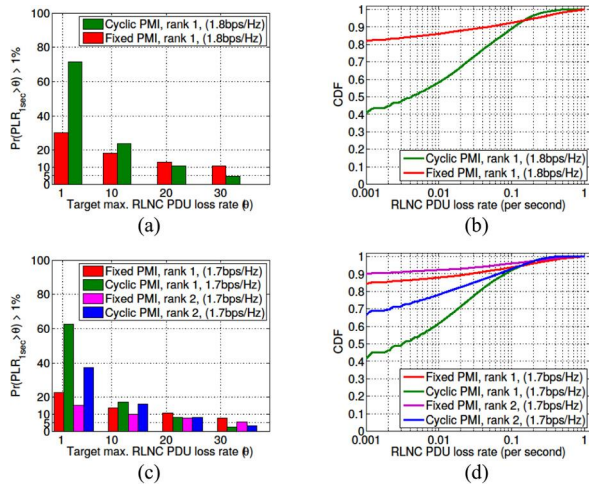 Pr(PLR1sec>θ) > 1%
100
80
60
40
20
10
5
Cyclic PMI, rank 1, (1.8bps/Hz)
Fixed PMI, rank 1, (1.8bps/Hz)
1 10 20 30
Target max. RLNC PDU loss rate (θ)
(a)
CDF
1
0.9
0.8
0.7
0.6
0.5
0.4
0.3
0.2
0.1
0
Cyclic PMI, rank 1, (1.8bps/Hz)
Fixed PMI, rank 1, (1.8bps/Hz)
0.001 0.01 0.1 1
RLNC PDU loss rate (per second)
(b)
Pr(PLR1sec>θ) > 1%
100
80
60
40
20
10
5
Fixed PMI, rank 1, (1.7bps/Hz)
Cyclic PMI, rank 1, 1.7bps/Hz)
Fixed PMI, rank 2, (1.7bps/Hz)
Cyclic PMI, rank 2, (1.7bps/Hz)
1 10 20 30
Target max. RLNC PDU loss rate (θ)
(c)
CDF
1
0.9
0.8
0.7
0.6
0.5
0.4
0.3
0.2
0.1
0
Fixed PMI, rank 1, (1.7bps/Hz)
Cyclic PMI, rank 1, (1.7bps/Hz)
Fixed PMI, rank 2, (1.7bps/Hz)
Cyclic PMI, rank 2, (1.7bps/Hz)
0.001 0.01 0.1 1
RLNC PDU loss rate (per second)
(d)